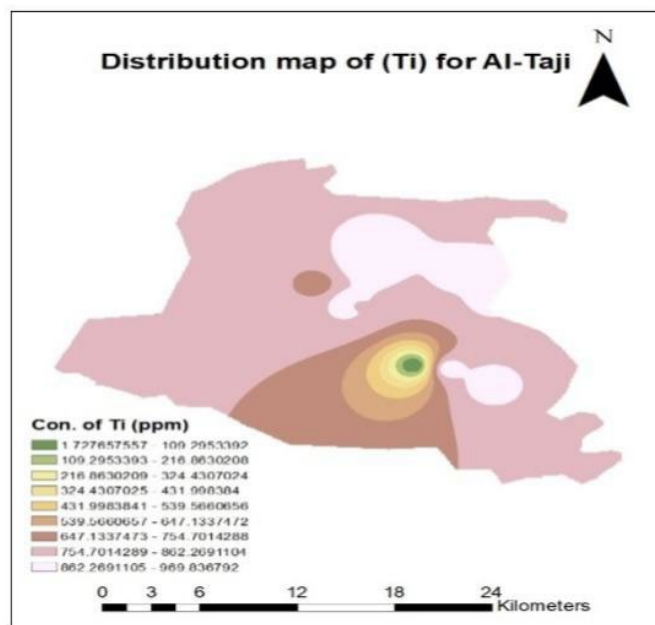 N
Distribution map of (Ti) for Al-Taji
Con. of Ti (ppm)
1.727657557 - 109.2953392
109.2953393 - 216.8630208
216.8630209 - 324.4307024
324.4307025 - 431.998384
431.9983841 - 539.5660656
539.5660657 - 647.1337472
647.1337473 - 754.7014288
754.7014289 - 862.2691104
862.2691105 - 969.836792
0 3 6 12 18 24
Kilometers